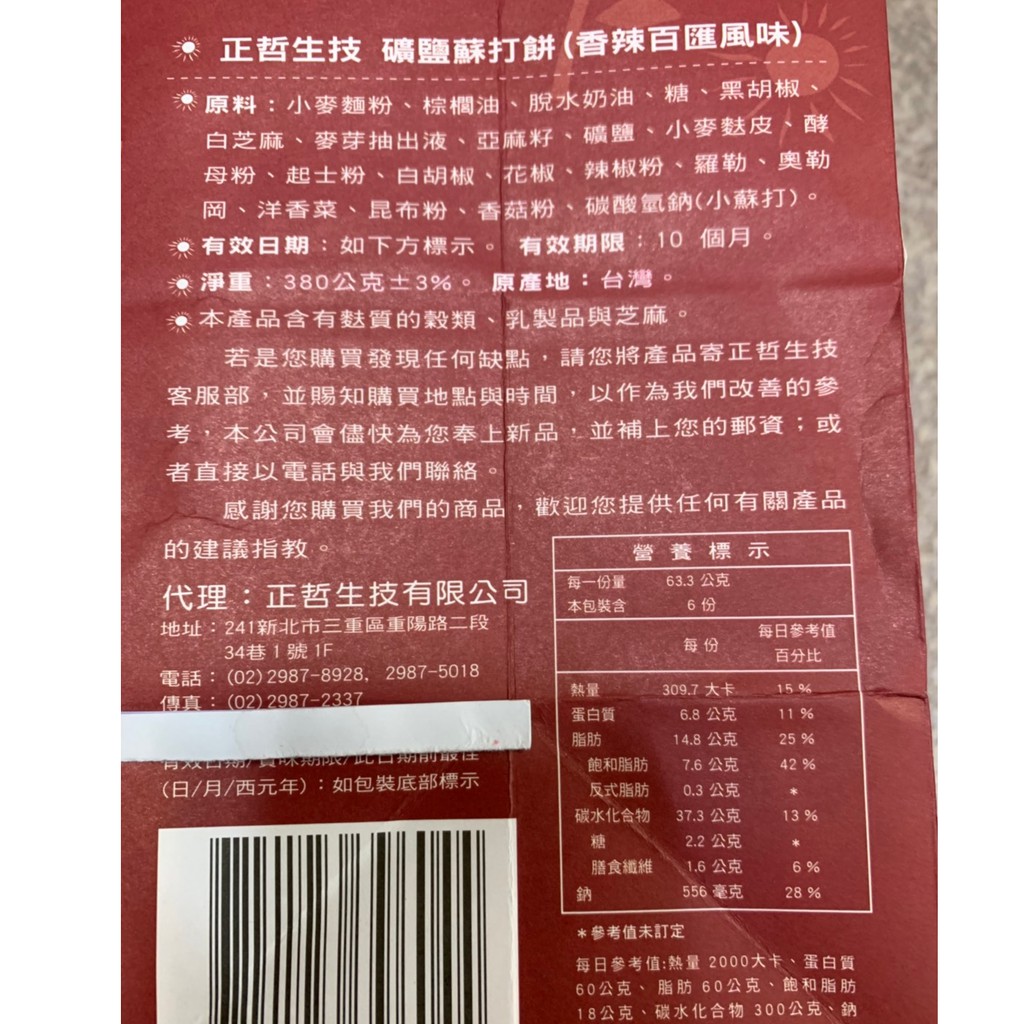 正哲生技 礦鹽蘇打餅(香辣百匯風味)
原料：小麥麵粉、棕櫚油、脫水奶油、糖、黑胡椒、
白芝麻、麥芽抽出液、亞麻籽、礦鹽、小麥麩皮、酵
母粉、起士粉、白胡椒、花椒、辣椒粉、羅勒、奧勒
岡、洋香菜、昆布粉、香菇粉、碳酸氫鈉(小蘇打)。
有效日期：如下方標示。 有效期限：10 個月。
淨重：380公克±3%。 原產地：台灣。
本產品含有麩質的穀類、乳製品與芝麻。
若是您購買發現任何缺點，請您將產品寄正哲生技
客服部，並賜知購買地點與時間，以作為我們改善的參
考，本公司會儘快為您奉上新品，並補上您的郵資；或
者直接以電話與我們聯絡。
感謝您購買我們的商品，歡迎您提供任何有關產品
的建議指教。
代理：正哲生技有限公司
地址：241新北市三重區重陽路二段
34巷1號1F
電話：(02)2987-8928, 2987-5018
傳真：(02)2987-2337
有效日期/賞味期限/此日期前最佳
(日/月/西元年)：如包裝底部標示
營養標示
每一份量 63.3 公克
本包裝含 6 份
每份 每日參考值
百分比
熱量 309.7 大卡 15 %
蛋白質 6.8 公克 11 %
脂肪 14.8 公克 25 %
飽和脂肪 7.6 公克 42 %
反式脂肪 0.3 公克 *
碳水化合物 37.3 公克 13 %
糖 2.2 公克 *
膳食纖維 1.6 公克 6 %
鈉 556 毫克 28 %
*參考值未訂定
每日參考值:熱量 2000大卡、蛋白質
60公克、脂肪 60公克、飽和脂肪
18公克、碳水化合物 300公克、鈉